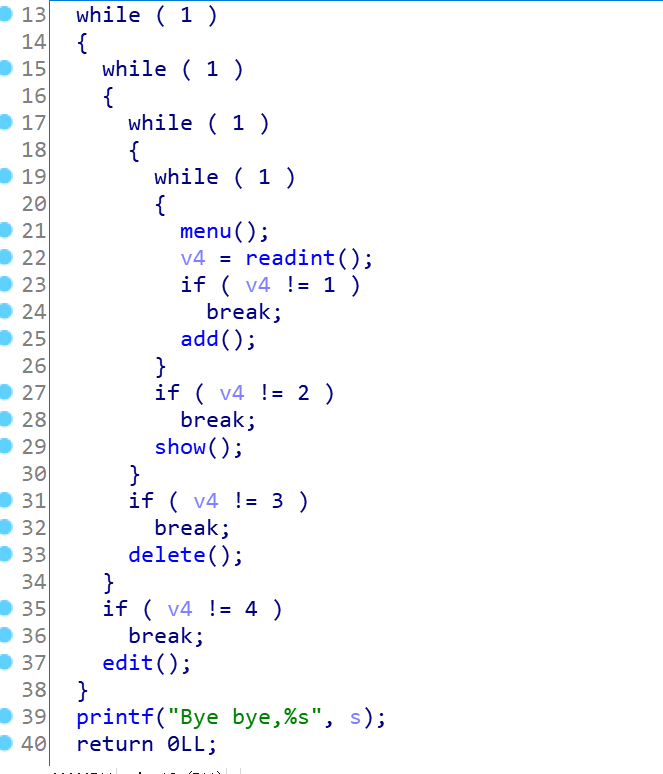 13 while ( 1 )
14 {
15 while ( 1 )
16 {
17 while ( 1 )
18 {
19 while ( 1 )
20 {
21 menu();
22 v4 = readint();
23 if ( v4 != 1 )
24 break;
25 add();
26 }
27 if ( v4 != 2 )
28 break;
29 show();
30 }
31 if ( v4 != 3 )
32 break;
33 delete();
34 }
35 if ( v4 != 4 )
36 break;
37 edit();
38 }
39 printf("Bye bye,%s", s);
40 return 0LL;